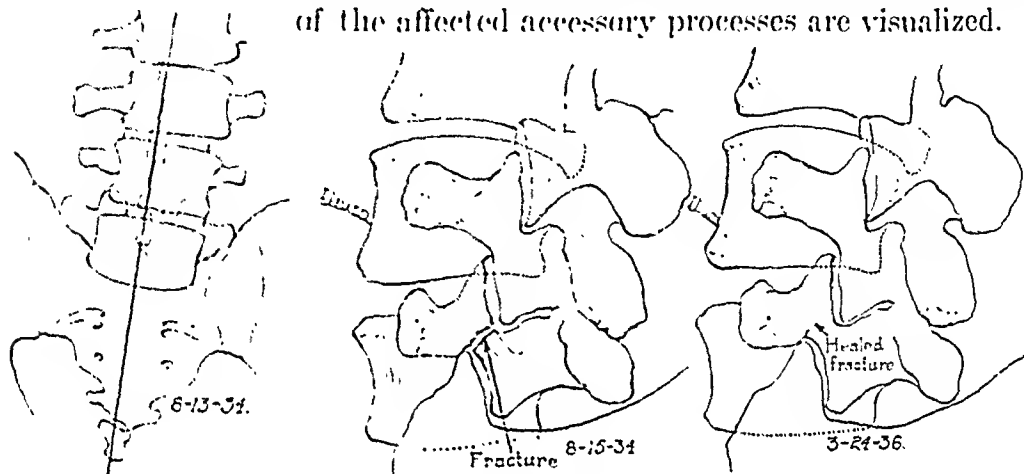 of the affected accessory processes are visualized.
Healed
fracture
8-13-34.
8-15-34
3-24-36.
Fracture